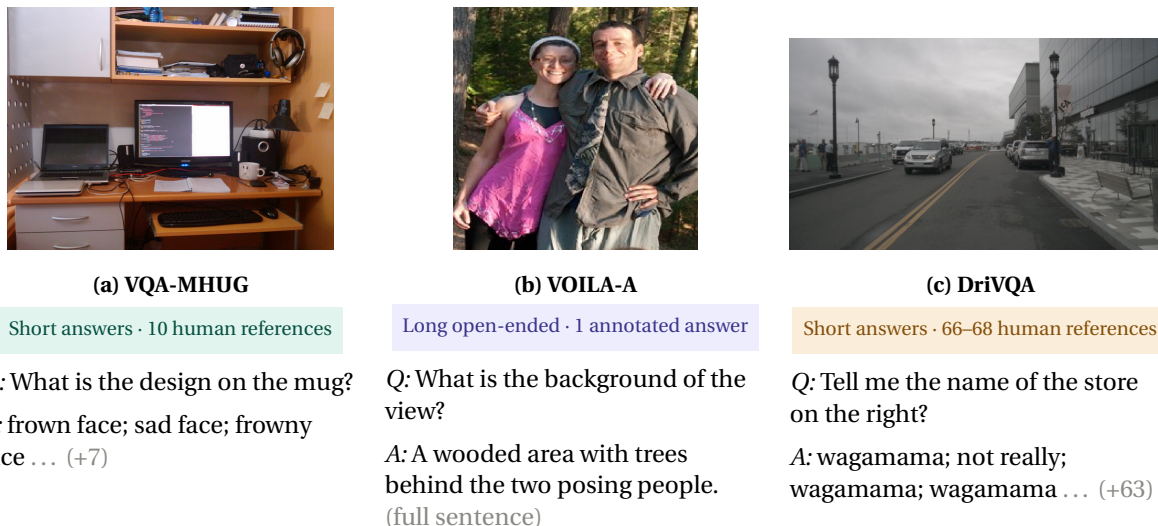 (a) VQA-MHUG
Short answers · 10 human references
: What is the design on the mug?
: frown face; sad face; frowny
ce … (+7)
(b) VOILA-A
Long open-ended · 1 annotated answer
Q: What is the background of the
view?
A: A wooded area with trees
behind the two posing people.
(full sentence)
(c) DriVQA
Short answers · 66–68 human references
Q: Tell me the name of the store
on the right?
A: wagamama; not really;
wagamama; wagamama … (+63)